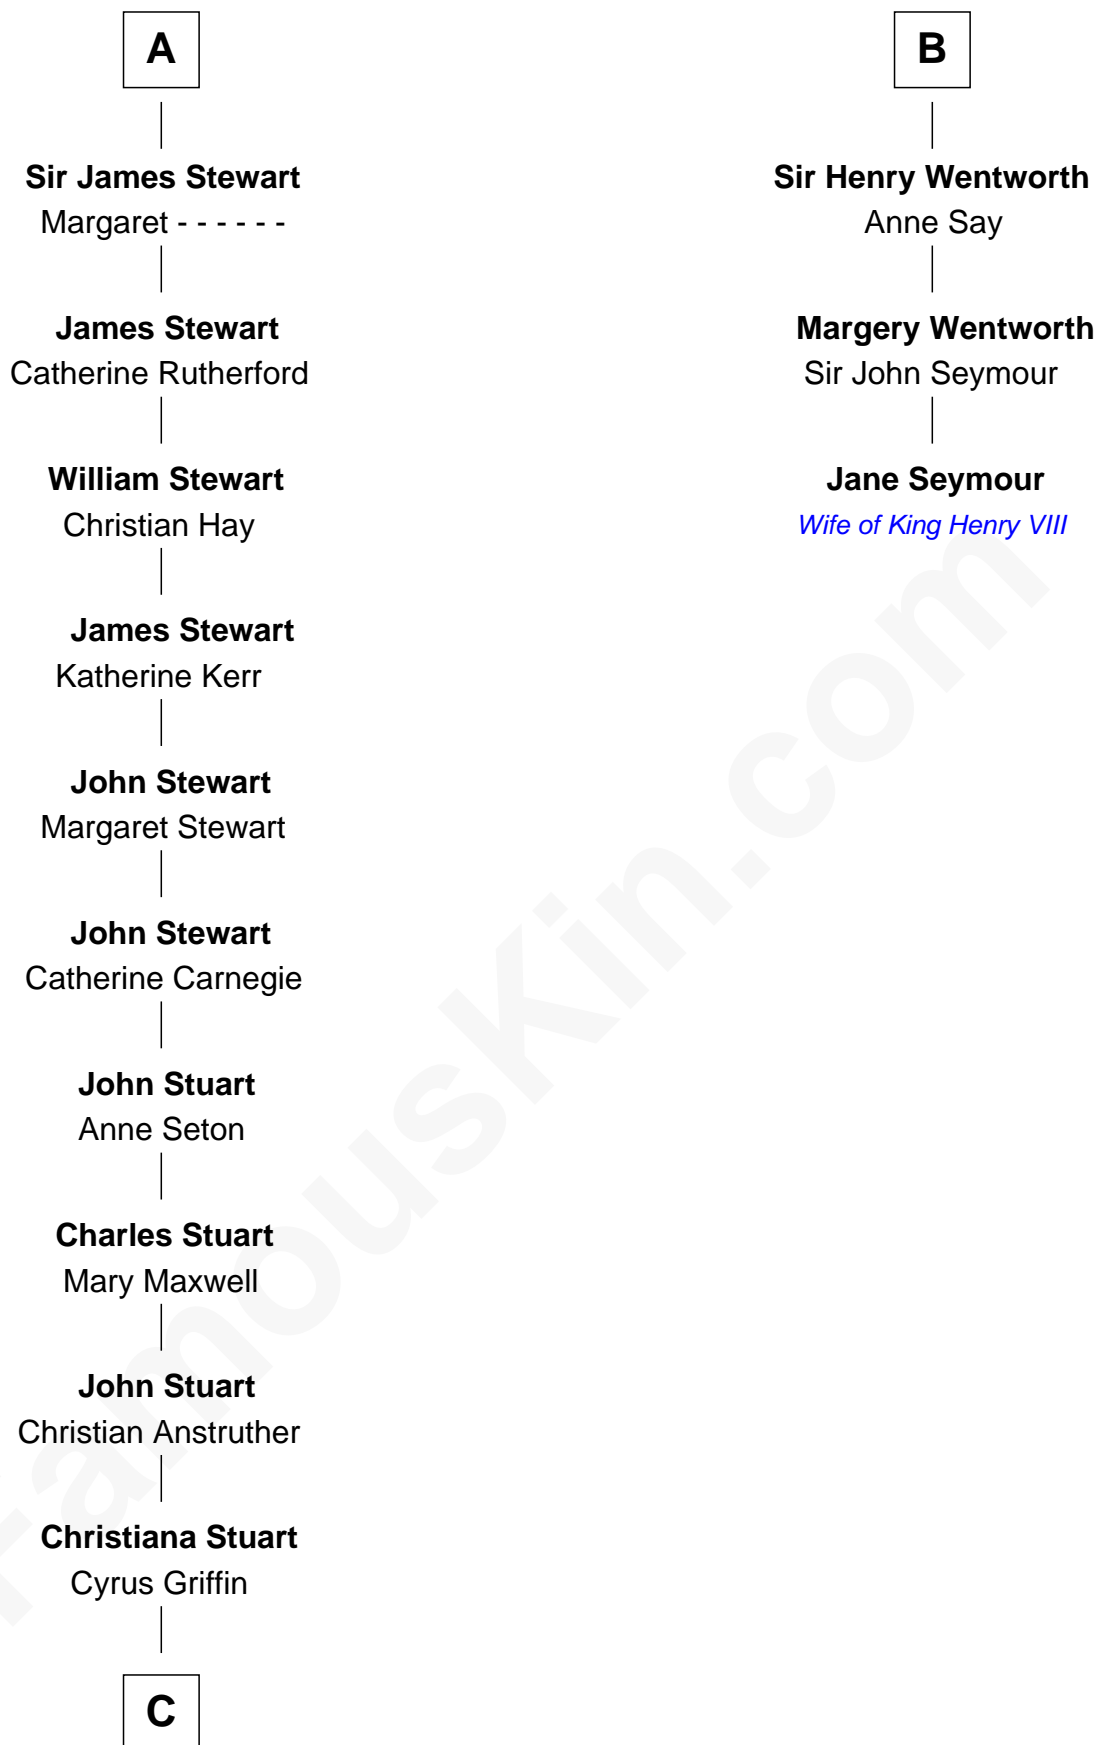 A
Sir James Stewart
Margaret - - - - - -
James Stewart
Catherine Rutherford
William Stewart
Christian Hay
James Stewart
Katherine Kerr
John Stewart
Margaret Stewart
John Stewart
Catherine Carnegie
John Stuart
Anne Seton
Charles Stuart
Mary Maxwell
John Stuart
Christian Anstruther
Christiana Stuart
Cyrus Griffin
C
B
Sir Henry Wentworth
Anne Say
Margery Wentworth
Sir John Seymour
Jane Seymour
Wife of King Henry VIII
FamousKin.com